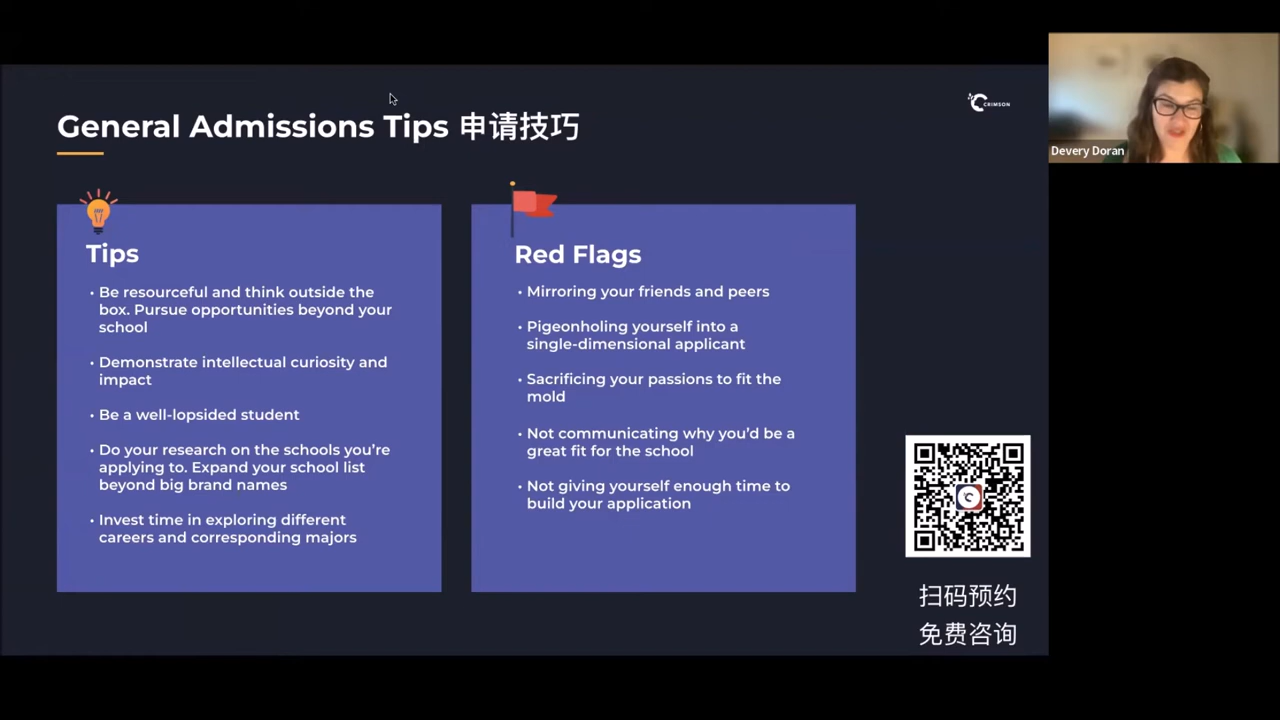 General Admissions Tips 申请技巧
CRIMSON
Devery Doran
Tips
• Be resourceful and think outside the
box. Pursue opportunities beyond your
school
• Demonstrate intellectual curiosity and
impact
• Be a well-lopsided student
• Do your research on the schools you’re
applying to. Expand your school list
beyond big brand names
• Invest time in exploring different
careers and corresponding majors
Red Flags
• Mirroring your friends and peers
• Pigeonholing yourself into a
single-dimensional applicant
• Sacrificing your passions to fit the
mold
• Not communicating why you’d be a
great fit for the school
• Not giving yourself enough time to
build your application
扫码预约
免费咨询